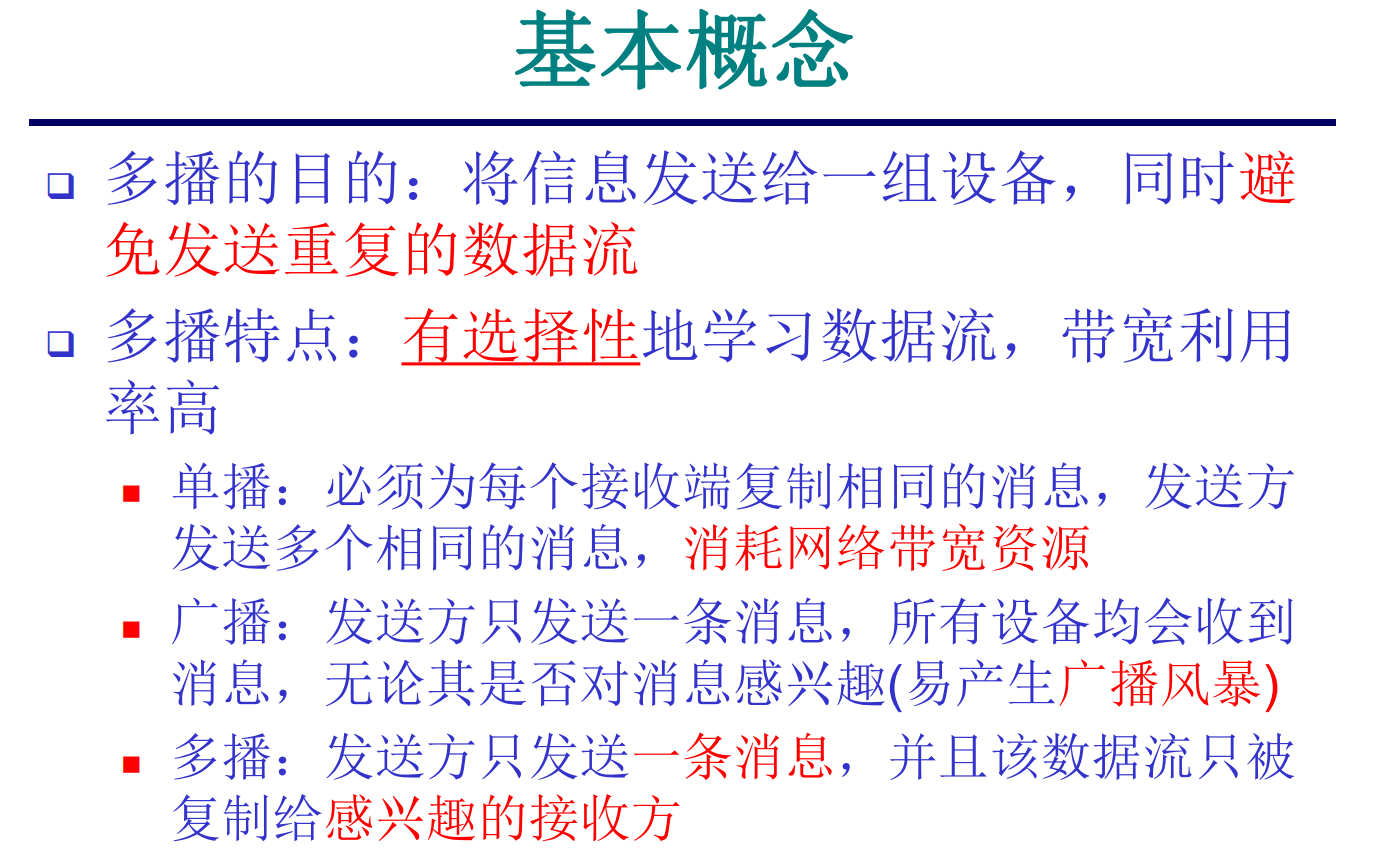 基本概念
多播的目的：将信息发送给一组设备，同时避
免发送重复的数据流
多播特点：有选择性地学习数据流，带宽利用
率高
单播：必须为每个接收端复制相同的消息，发送方
发送多个相同的消息，消耗网络带宽资源
广播：发送方只发送一条消息，所有设备均会收到
消息，无论其是否对消息感兴趣(易产生广播风暴)
多播：发送方只发送一条消息，并且该数据流只被
复制给感兴趣的接收方